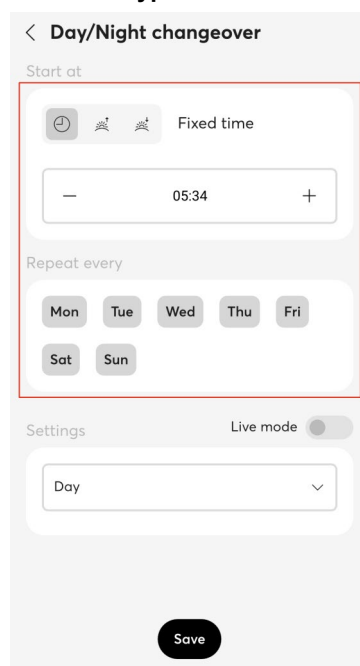 Day/Night changeover
Start at
Fixed time
05:34
Repeat every
Mon Tue Wed Thu Fri
Sat Sun
Settings Live mode
Day
Save